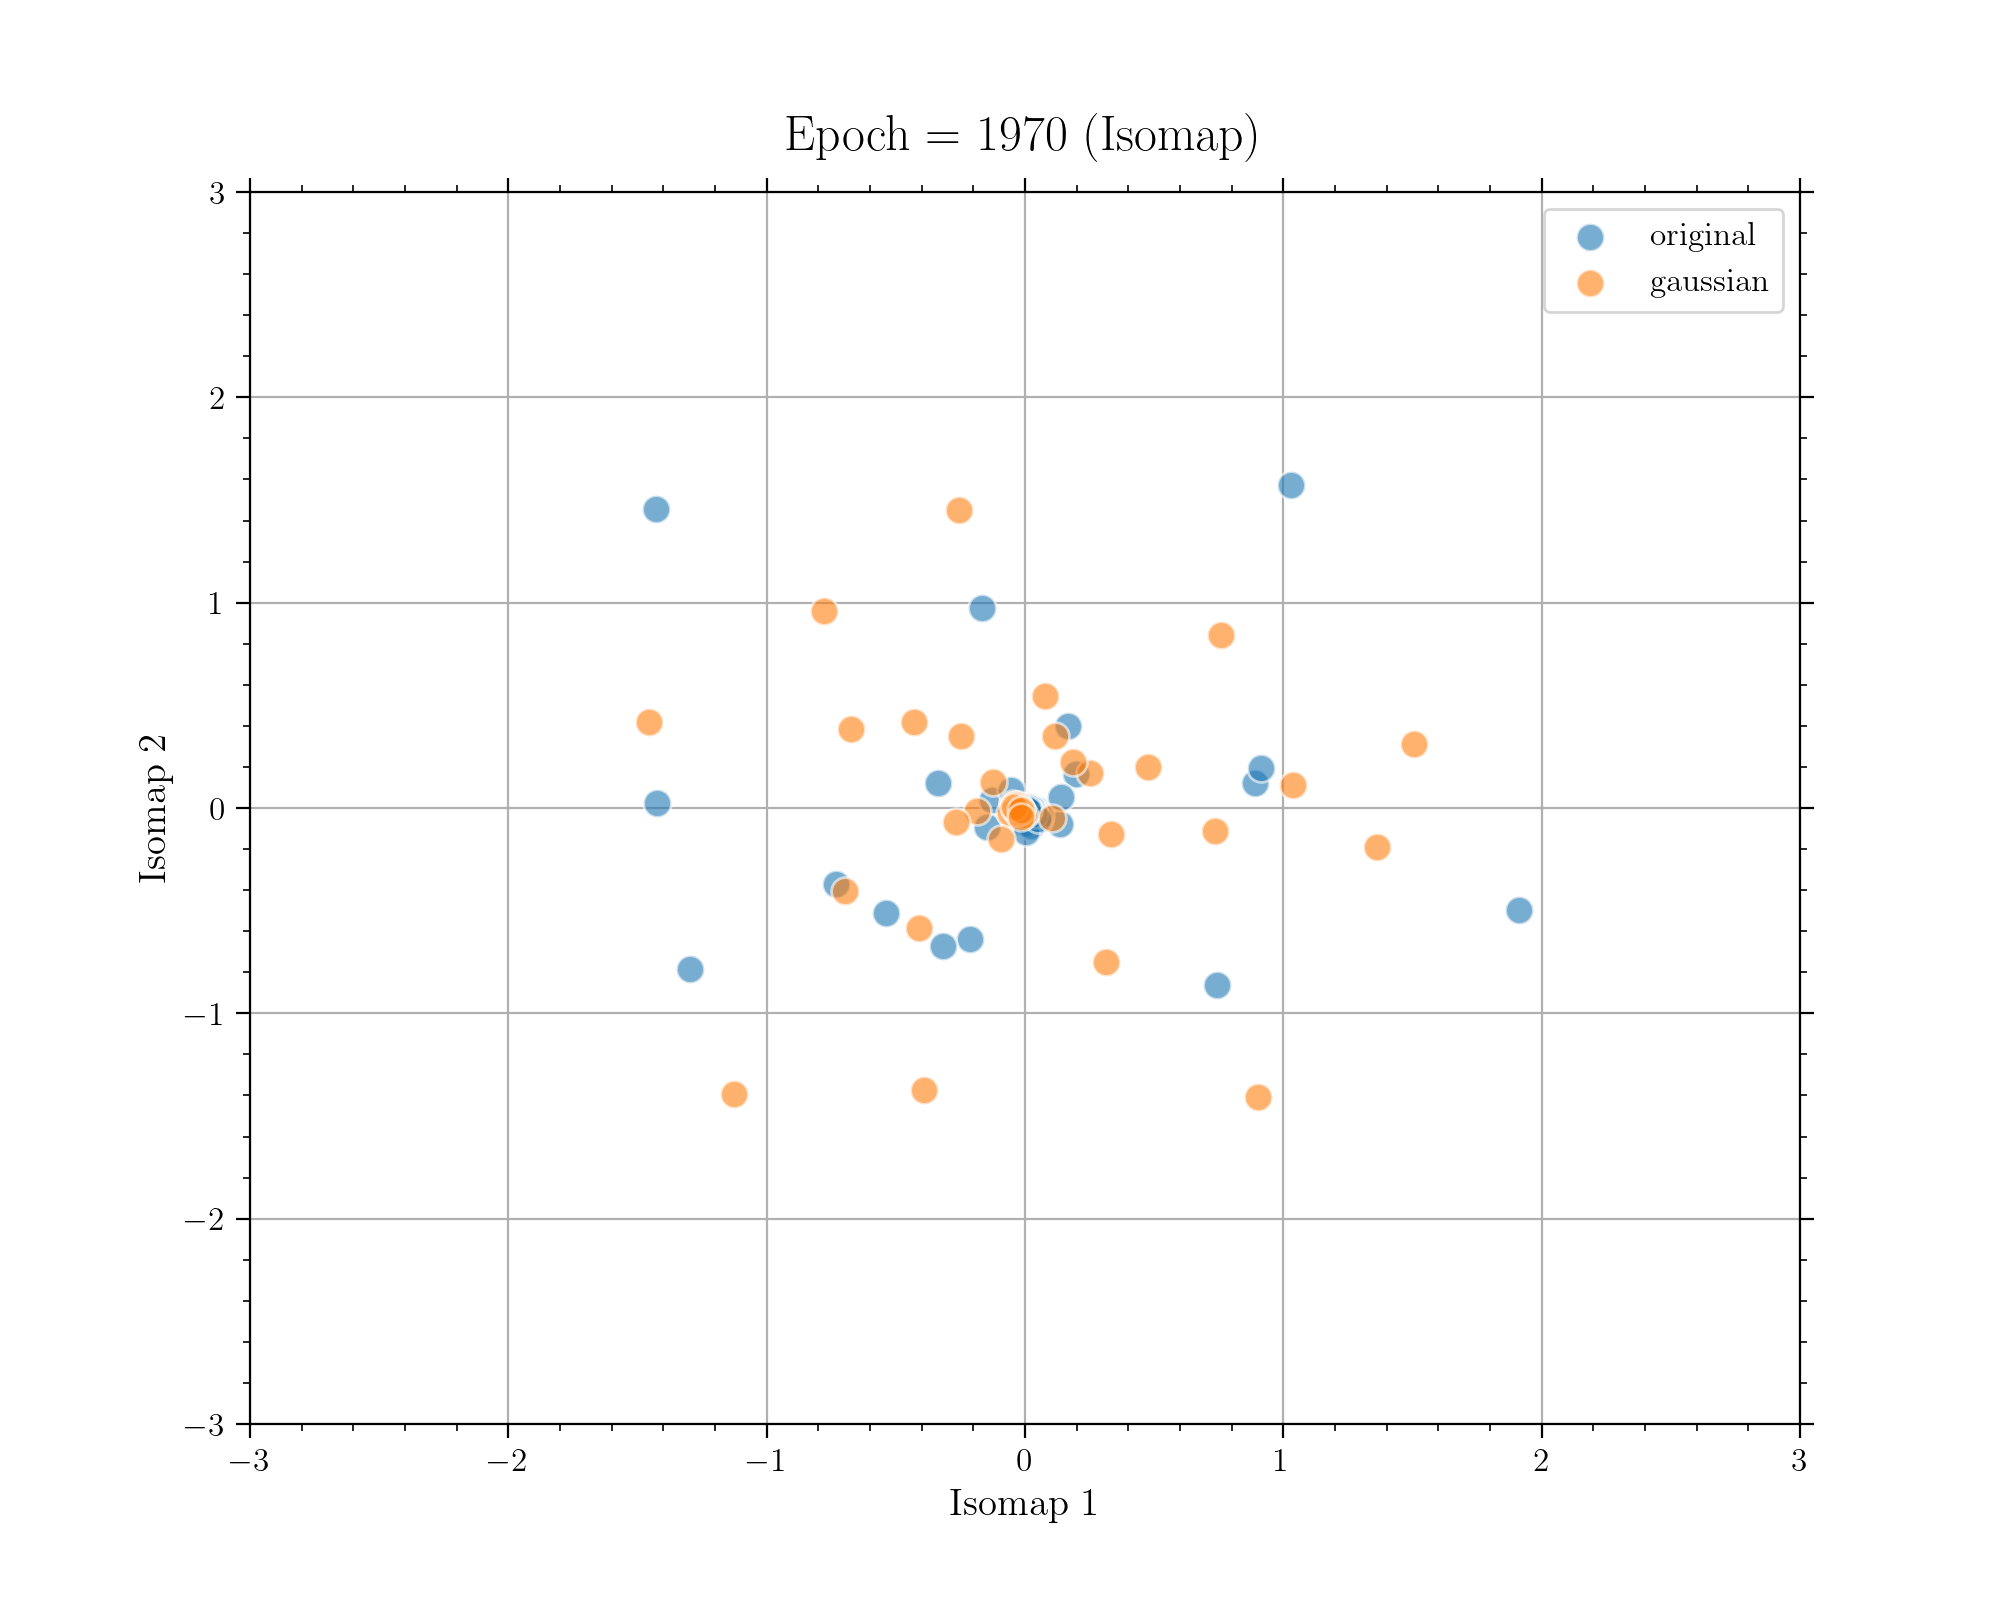 Epoch = 1970 (Isomap)
original
gaussian
3
2
1
0
−1
−2
−3
Isomap 2
−3
−2
−1
0
1
2
3
Isomap 1